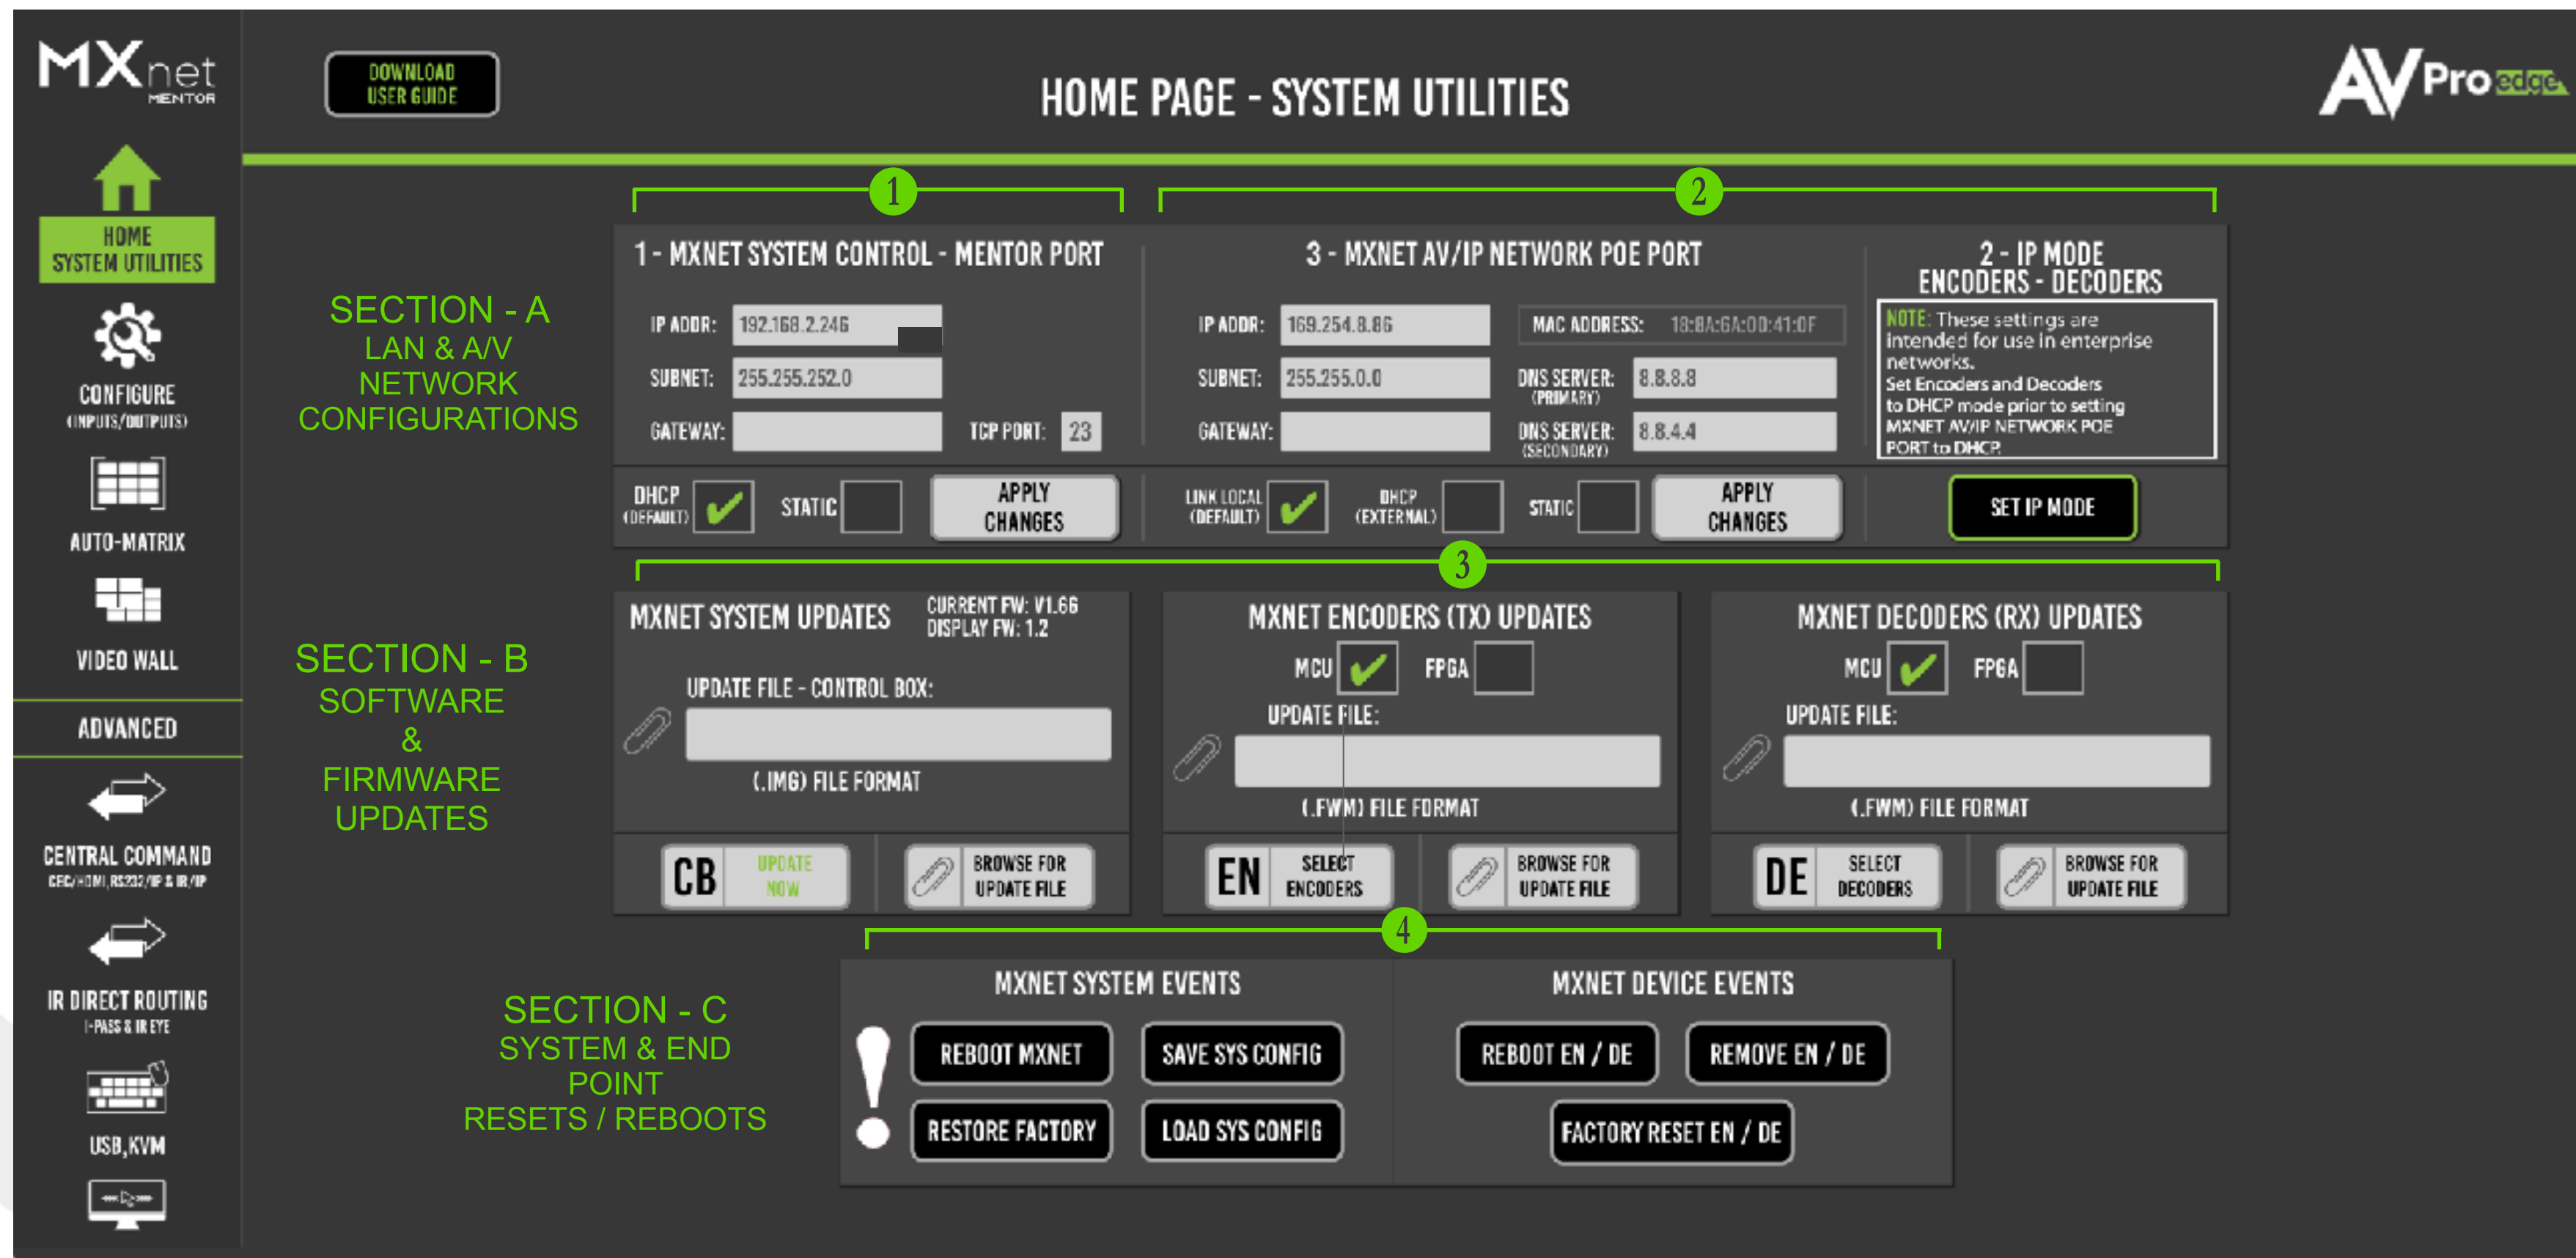 MXnet
MENTOR
DOWNLOAD
USER GUIDE
HOME PAGE - SYSTEM UTILITIES
AVPro edge
HOME
SYSTEM UTILITIES
CONFIGURE
(INPUTS/OUTPUTS)
AUTO-MATRIX
VIDEO WALL
ADVANCED
CENTRAL COMMAND
CEC/HDMI, RS232/IP & IR/IP
IR DIRECT ROUTING
I-PASS & IR EYE
USB,KVM
SECTION - A
LAN & A/V
NETWORK
CONFIGURATIONS
1
2
1 - MXNET SYSTEM CONTROL - MENTOR PORT
IP ADDR: 192.168.2.246
SUBNET: 255.255.252.0
GATEWAY:
TCP PORT: 23
DHCP
(DEFAULT)
STATIC
APPLY
CHANGES
3 - MXNET AV/IP NETWORK POE PORT
IP ADDR: 169.254.8.86
MAC ADDRESS: 18:8A:6A:00:41:0F
SUBNET: 255.255.0.0
DNS SERVER: 8.8.8.8
(PRIMARY)
GATEWAY:
DNS SERVER: 8.8.4.4
(SECONDARY)
LINK LOCAL
(DEFAULT)
DHCP
(EXTERNAL)
STATIC
APPLY
CHANGES
2 - IP MODE
ENCODERS - DECODERS
NOTE: These settings are
intended for use in enterprise
networks.
Set Encoders and Decoders
to DHCP mode prior to setting
MXNET AV/IP NETWORK POE
PORT to DHCP.
SET IP MODE
SECTION - B
SOFTWARE
&
FIRMWARE
UPDATES
3
MXNET SYSTEM UPDATES
CURRENT FW: V1.66
DISPLAY FW: 1.2
UPDATE FILE - CONTROL BOX:
(.IMG) FILE FORMAT
CB
UPDATE
NOW
BROWSE FOR
UPDATE FILE
MXNET ENCODERS (TX) UPDATES
MCU
FPGA
UPDATE FILE:
(.FWM) FILE FORMAT
EN
SELECT
ENCODERS
BROWSE FOR
UPDATE FILE
MXNET DECODERS (RX) UPDATES
MCU
FPGA
UPDATE FILE:
(.FWM) FILE FORMAT
DE
SELECT
DECODERS
BROWSE FOR
UPDATE FILE
SECTION - C
SYSTEM & END
POINT
RESETS / REBOOTS
4
MXNET SYSTEM EVENTS
!
REBOOT MXNET
SAVE SYS CONFIG
RESTORE FACTORY
LOAD SYS CONFIG
MXNET DEVICE EVENTS
REBOOT EN / DE
REMOVE EN / DE
FACTORY RESET EN / DE